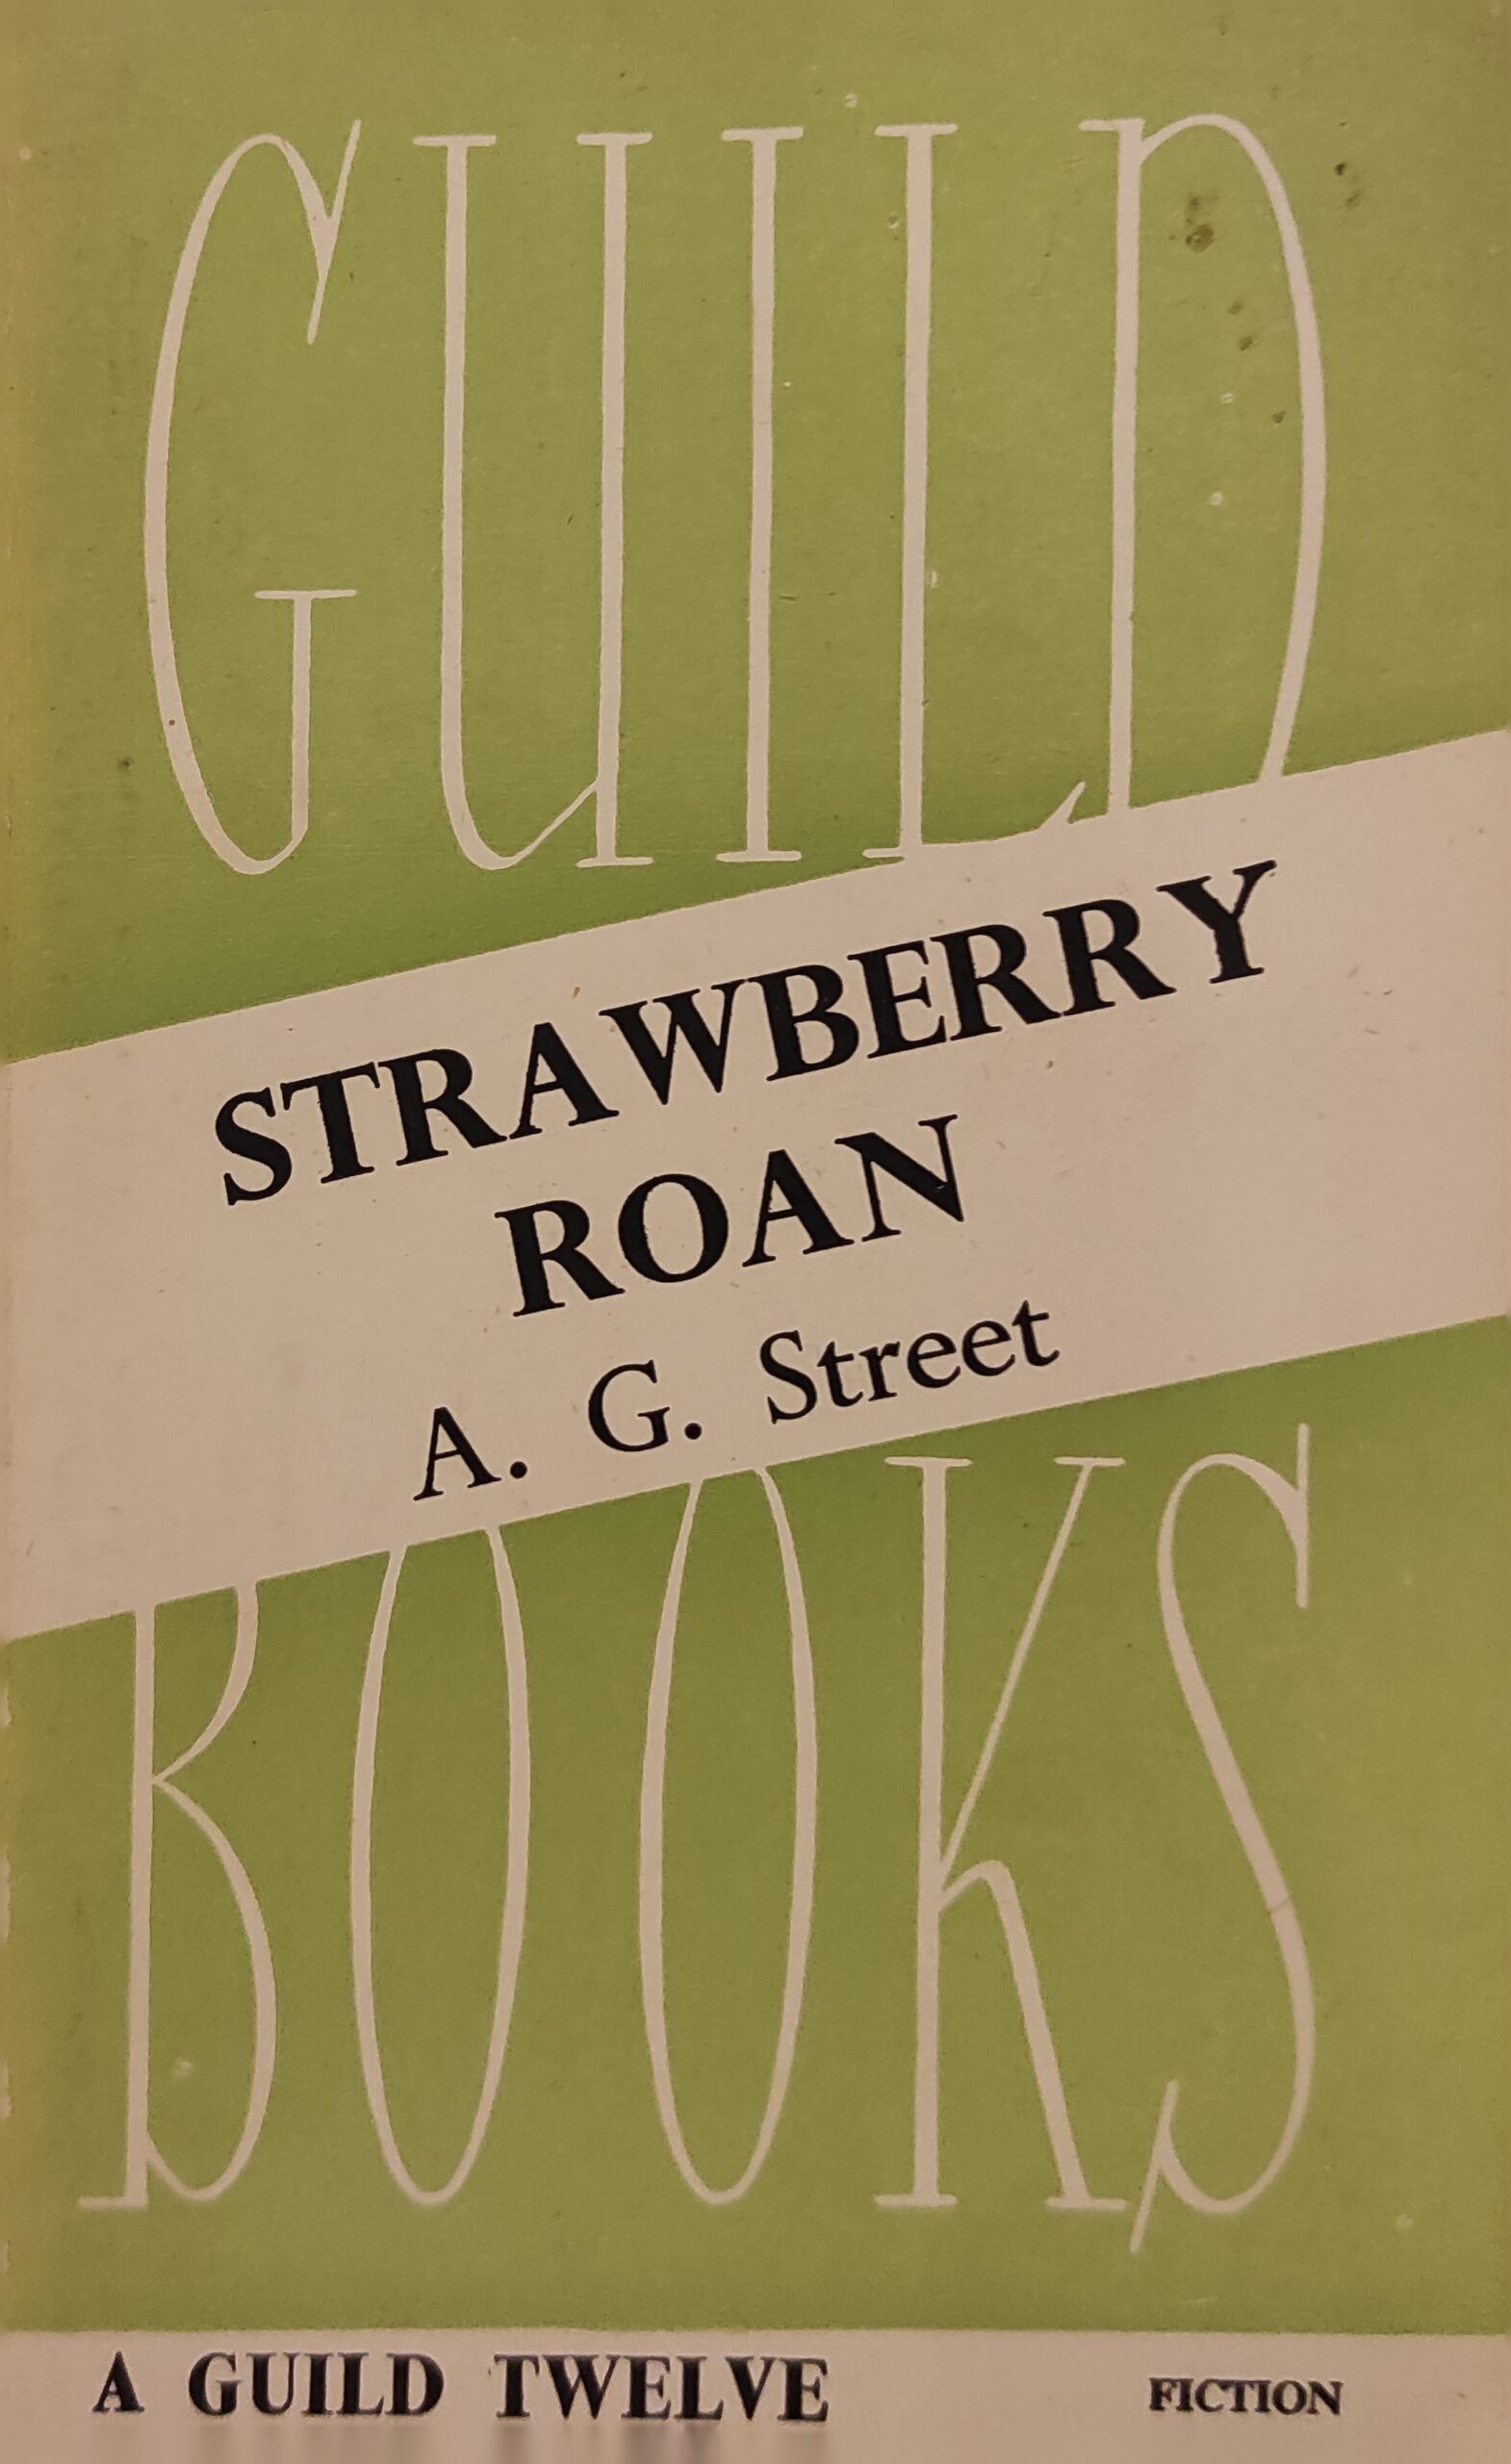 GUILD
STRAWBERRY
ROAN
A. G. Street
BOOKS
A GUILD TWELVE
FICTION